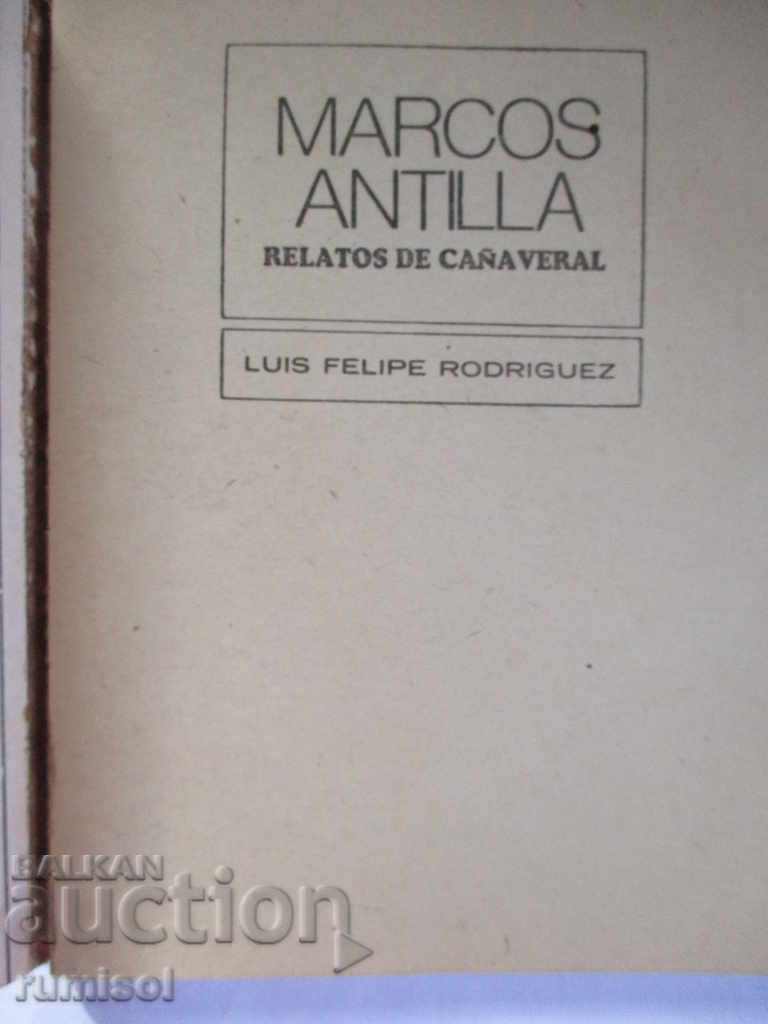 MARCOS
ANTILLA
RELATOS DE CAÑAVERAL
LUIS FELIPE RODRIGUEZ
BALKAN
auction
rumisol